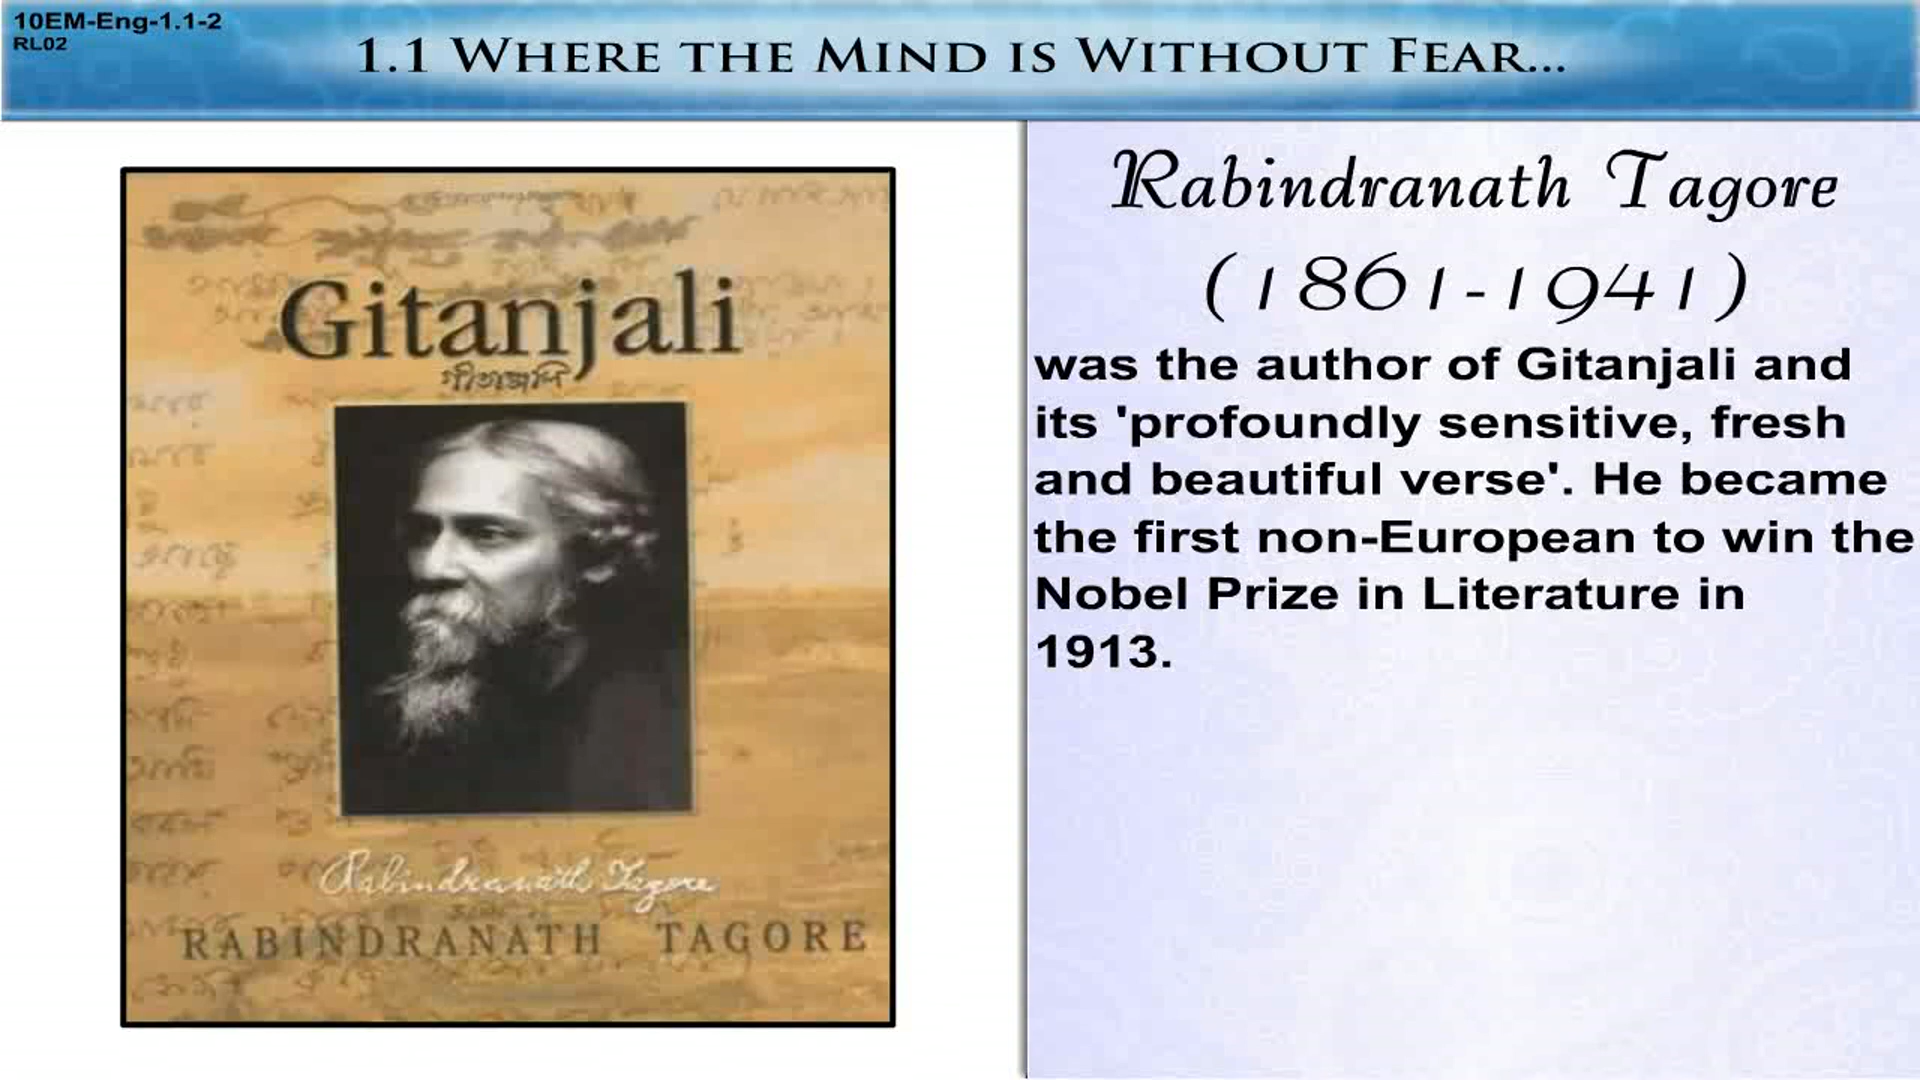 10EM-Eng-1.1-2
RL02
1.1 WHERE THE MIND IS WITHOUT FEAR...
Gitanjali
গীতাঞ্জলি
Rabindranath Tagore
RABINDRANATH TAGORE
Rabindranath Tagore
(1861-1941)
was the author of Gitanjali and
its 'profoundly sensitive, fresh
and beautiful verse'. He became
the first non-European to win the
Nobel Prize in Literature in
1913.